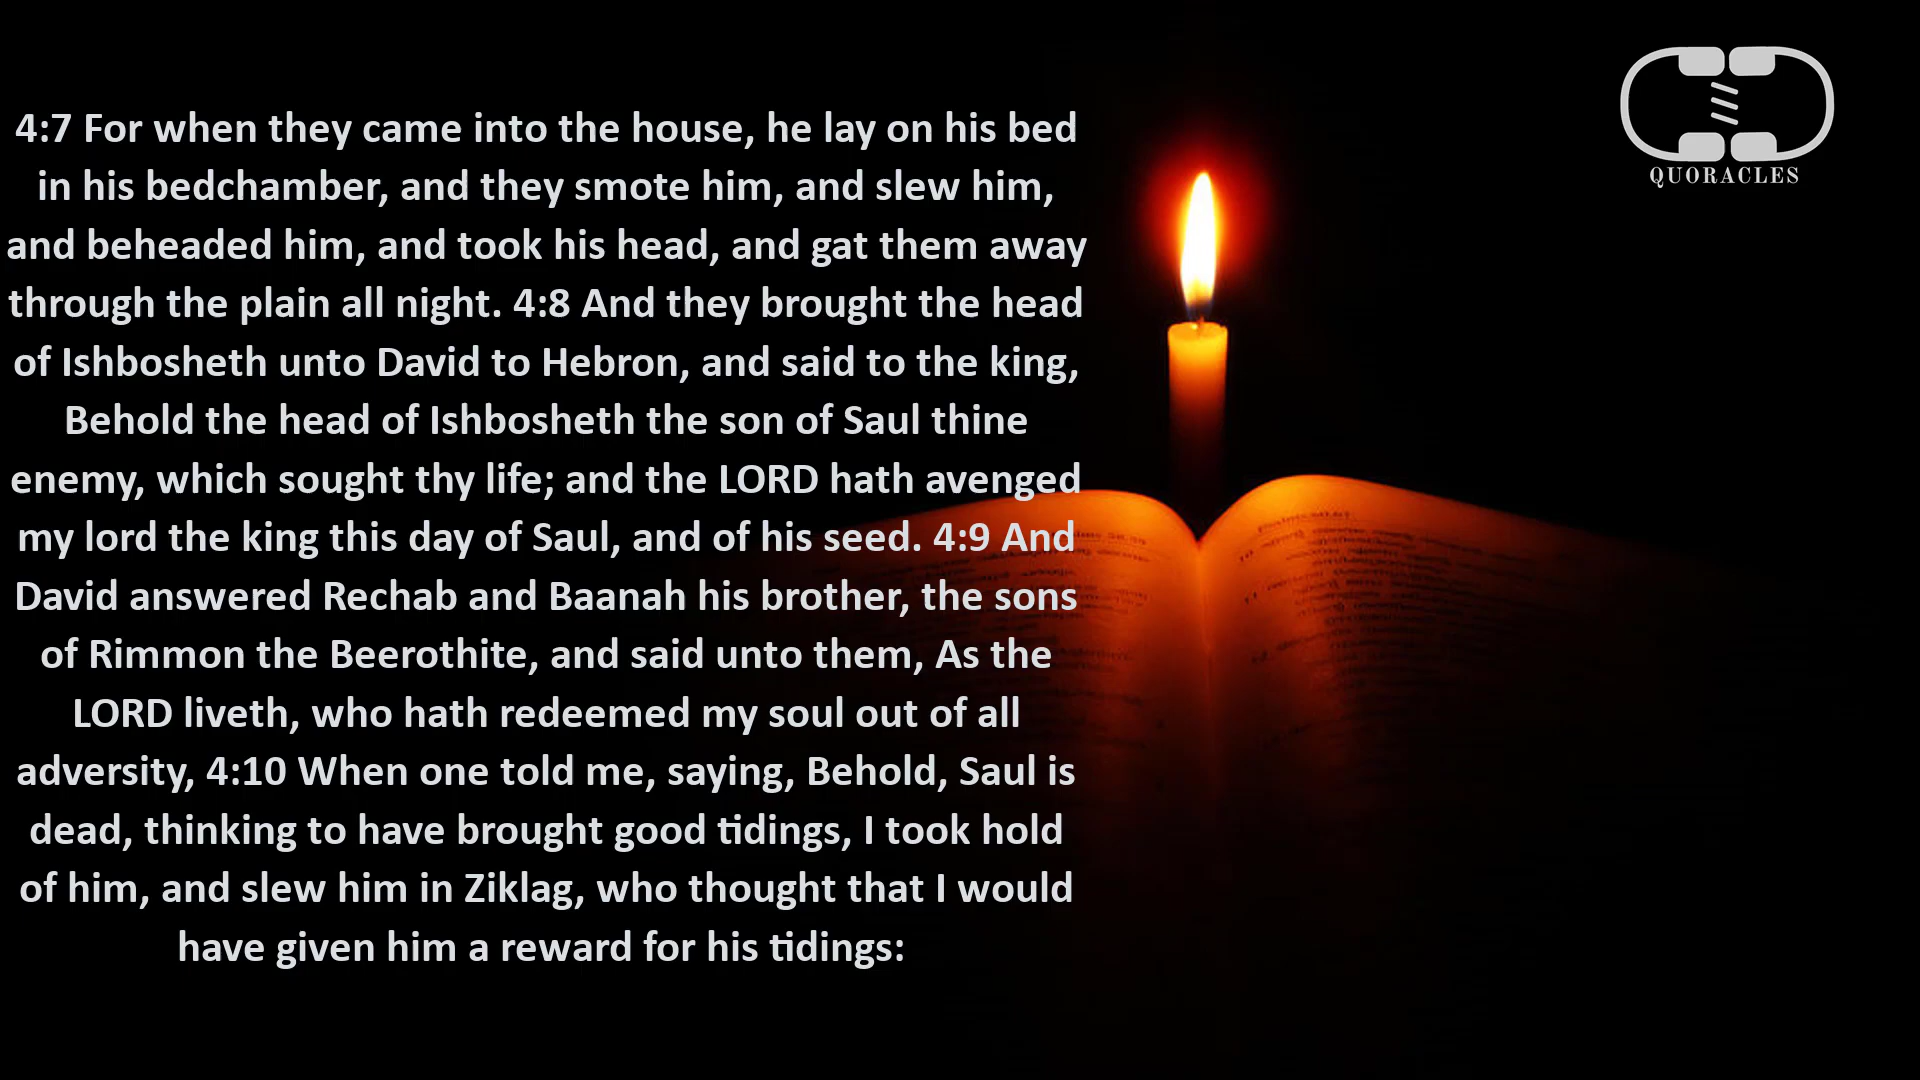 4:7 For when they came into the house, he lay on his bed
in his bedchamber, and they smote him, and slew him,
and beheaded him, and took his head, and gat them away
through the plain all night. 4:8 And they brought the head
of Ishbosheth unto David to Hebron, and said to the king,
Behold the head of Ishbosheth the son of Saul thine
enemy, which sought thy life; and the LORD hath avenged
my lord the king this day of Saul, and of his seed. 4:9 And
David answered Rechab and Baanah his brother, the sons
of Rimmon the Beerothite, and said unto them, As the
LORD liveth, who hath redeemed my soul out of all
adversity, 4:10 When one told me, saying, Behold, Saul is
dead, thinking to have brought good tidings, I took hold
of him, and slew him in Ziklag, who thought that I would
have given him a reward for his tidings:
QUORACLES